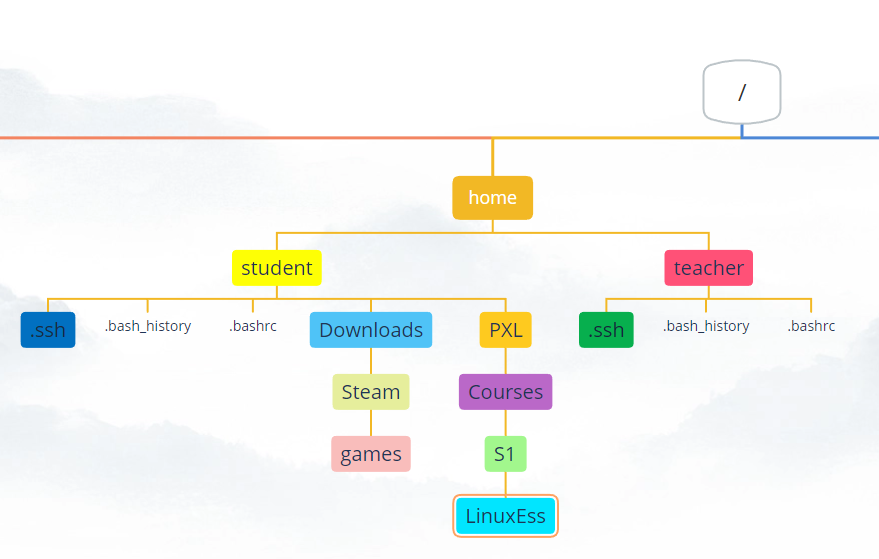 /
home
student
teacher
.ssh
.bash_history
.bashrc
Downloads
PXL
.ssh
.bash_history
.bashrc
Steam
Courses
games
S1
LinuxEss